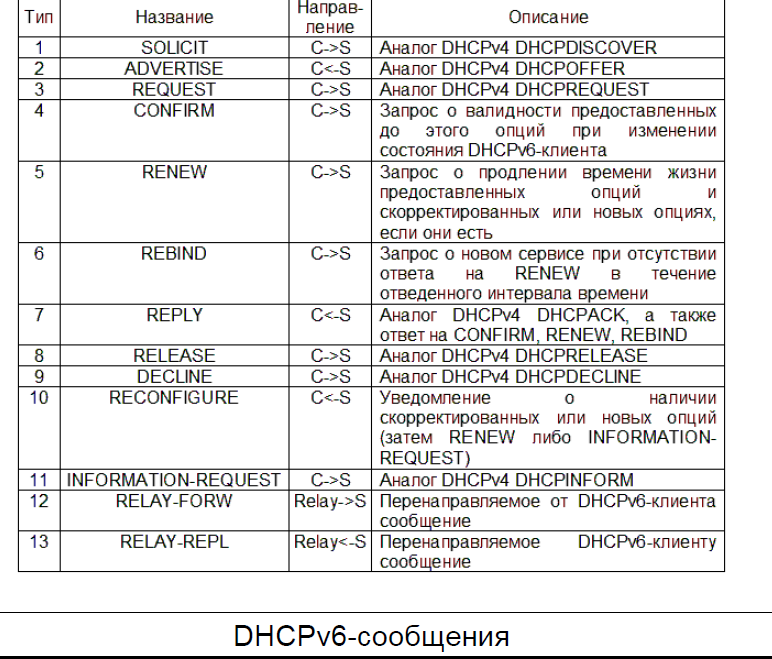 Тип Название Направ-
ление Описание
1 SOLICIT C->S Аналог DHCPv4 DHCPDISCOVER
2 ADVERTISE C<-S Аналог DHCPv4 DHCPOFFER
3 REQUEST C->S Аналог DHCPv4 DHCPREQUEST
4 CONFIRM C->S Запрос о валидности предоставленных
до этого опций при изменении
состояния DHCPv6-клиента
5 RENEW C->S Запрос о продлении времени жизни
предоставленных опций и
скорректированных или новых опциях,
если они есть
6 REBIND C->S Запрос о новом сервисе при отсутствии
ответа на RENEW в течение
отведенного интервала времени
7 REPLY C<-S Аналог DHCPv4 DHCPACK, а также
ответ на CONFIRM, RENEW, REBIND
8 RELEASE C->S Аналог DHCPv4 DHCPRELEASE
9 DECLINE C->S Аналог DHCPv4 DHCPDECLINE
10 RECONFIGURE C<-S Уведомление о наличии
скорректированных или новых опций
(затем RENEW либо INFORMATION-
REQUEST)
11 INFORMATION-REQUEST C->S Аналог DHCPv4 DHCPINFORM
12 RELAY-FORW Relay->S Перенаправляемое от DHCPv6-клиента
сообщение
13 RELAY-REPL Relay<-S Перенаправляемое DHCPv6-клиенту
сообщение
DHCPv6-сообщения